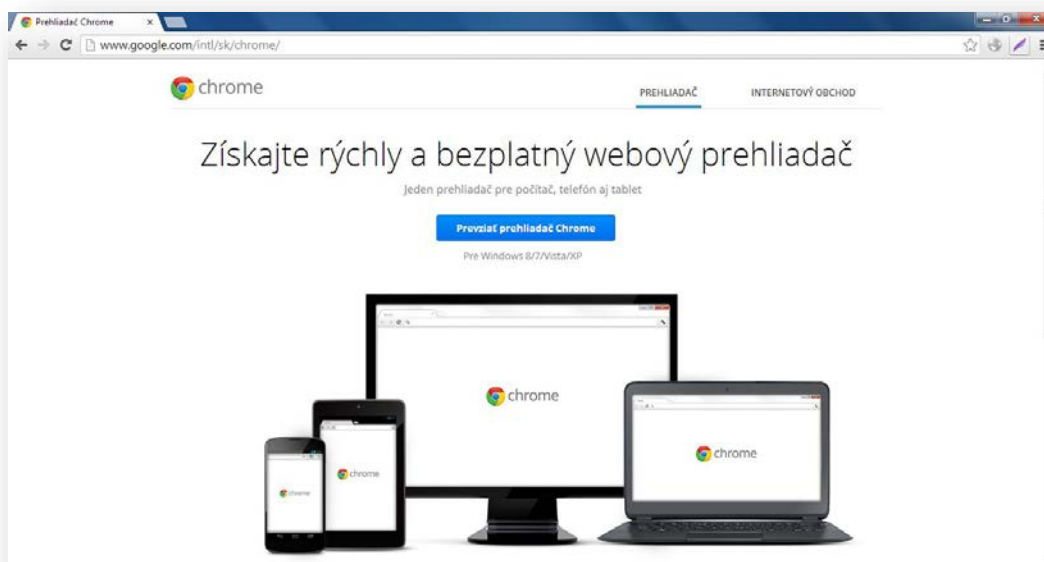 Prehliadač Chrome
www.google.com/intl/sk/chrome/
chrome
PREHLIADAČ INTERNETOVÝ OBCHOD
Získajte rýchly a bezplatný webový prehliadač
Jeden prehliadač pre počítač, telefón aj tablet
Prevziať prehliadač Chrome
Pre Windows 8/7/Vista/XP
chrome
chrome
chrome
chrome